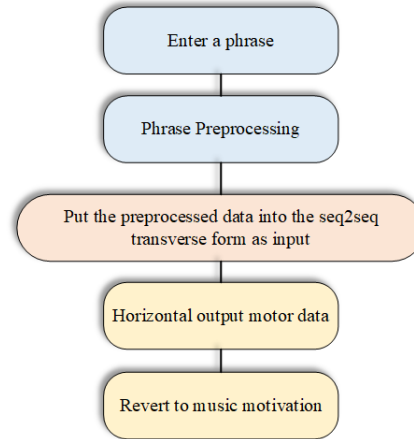 Enter a phrase
Phrase Preprocessing
Put the preprocessed data into the seq2seq
transverse form as input
Horizontal output motor data
Revert to music motivation